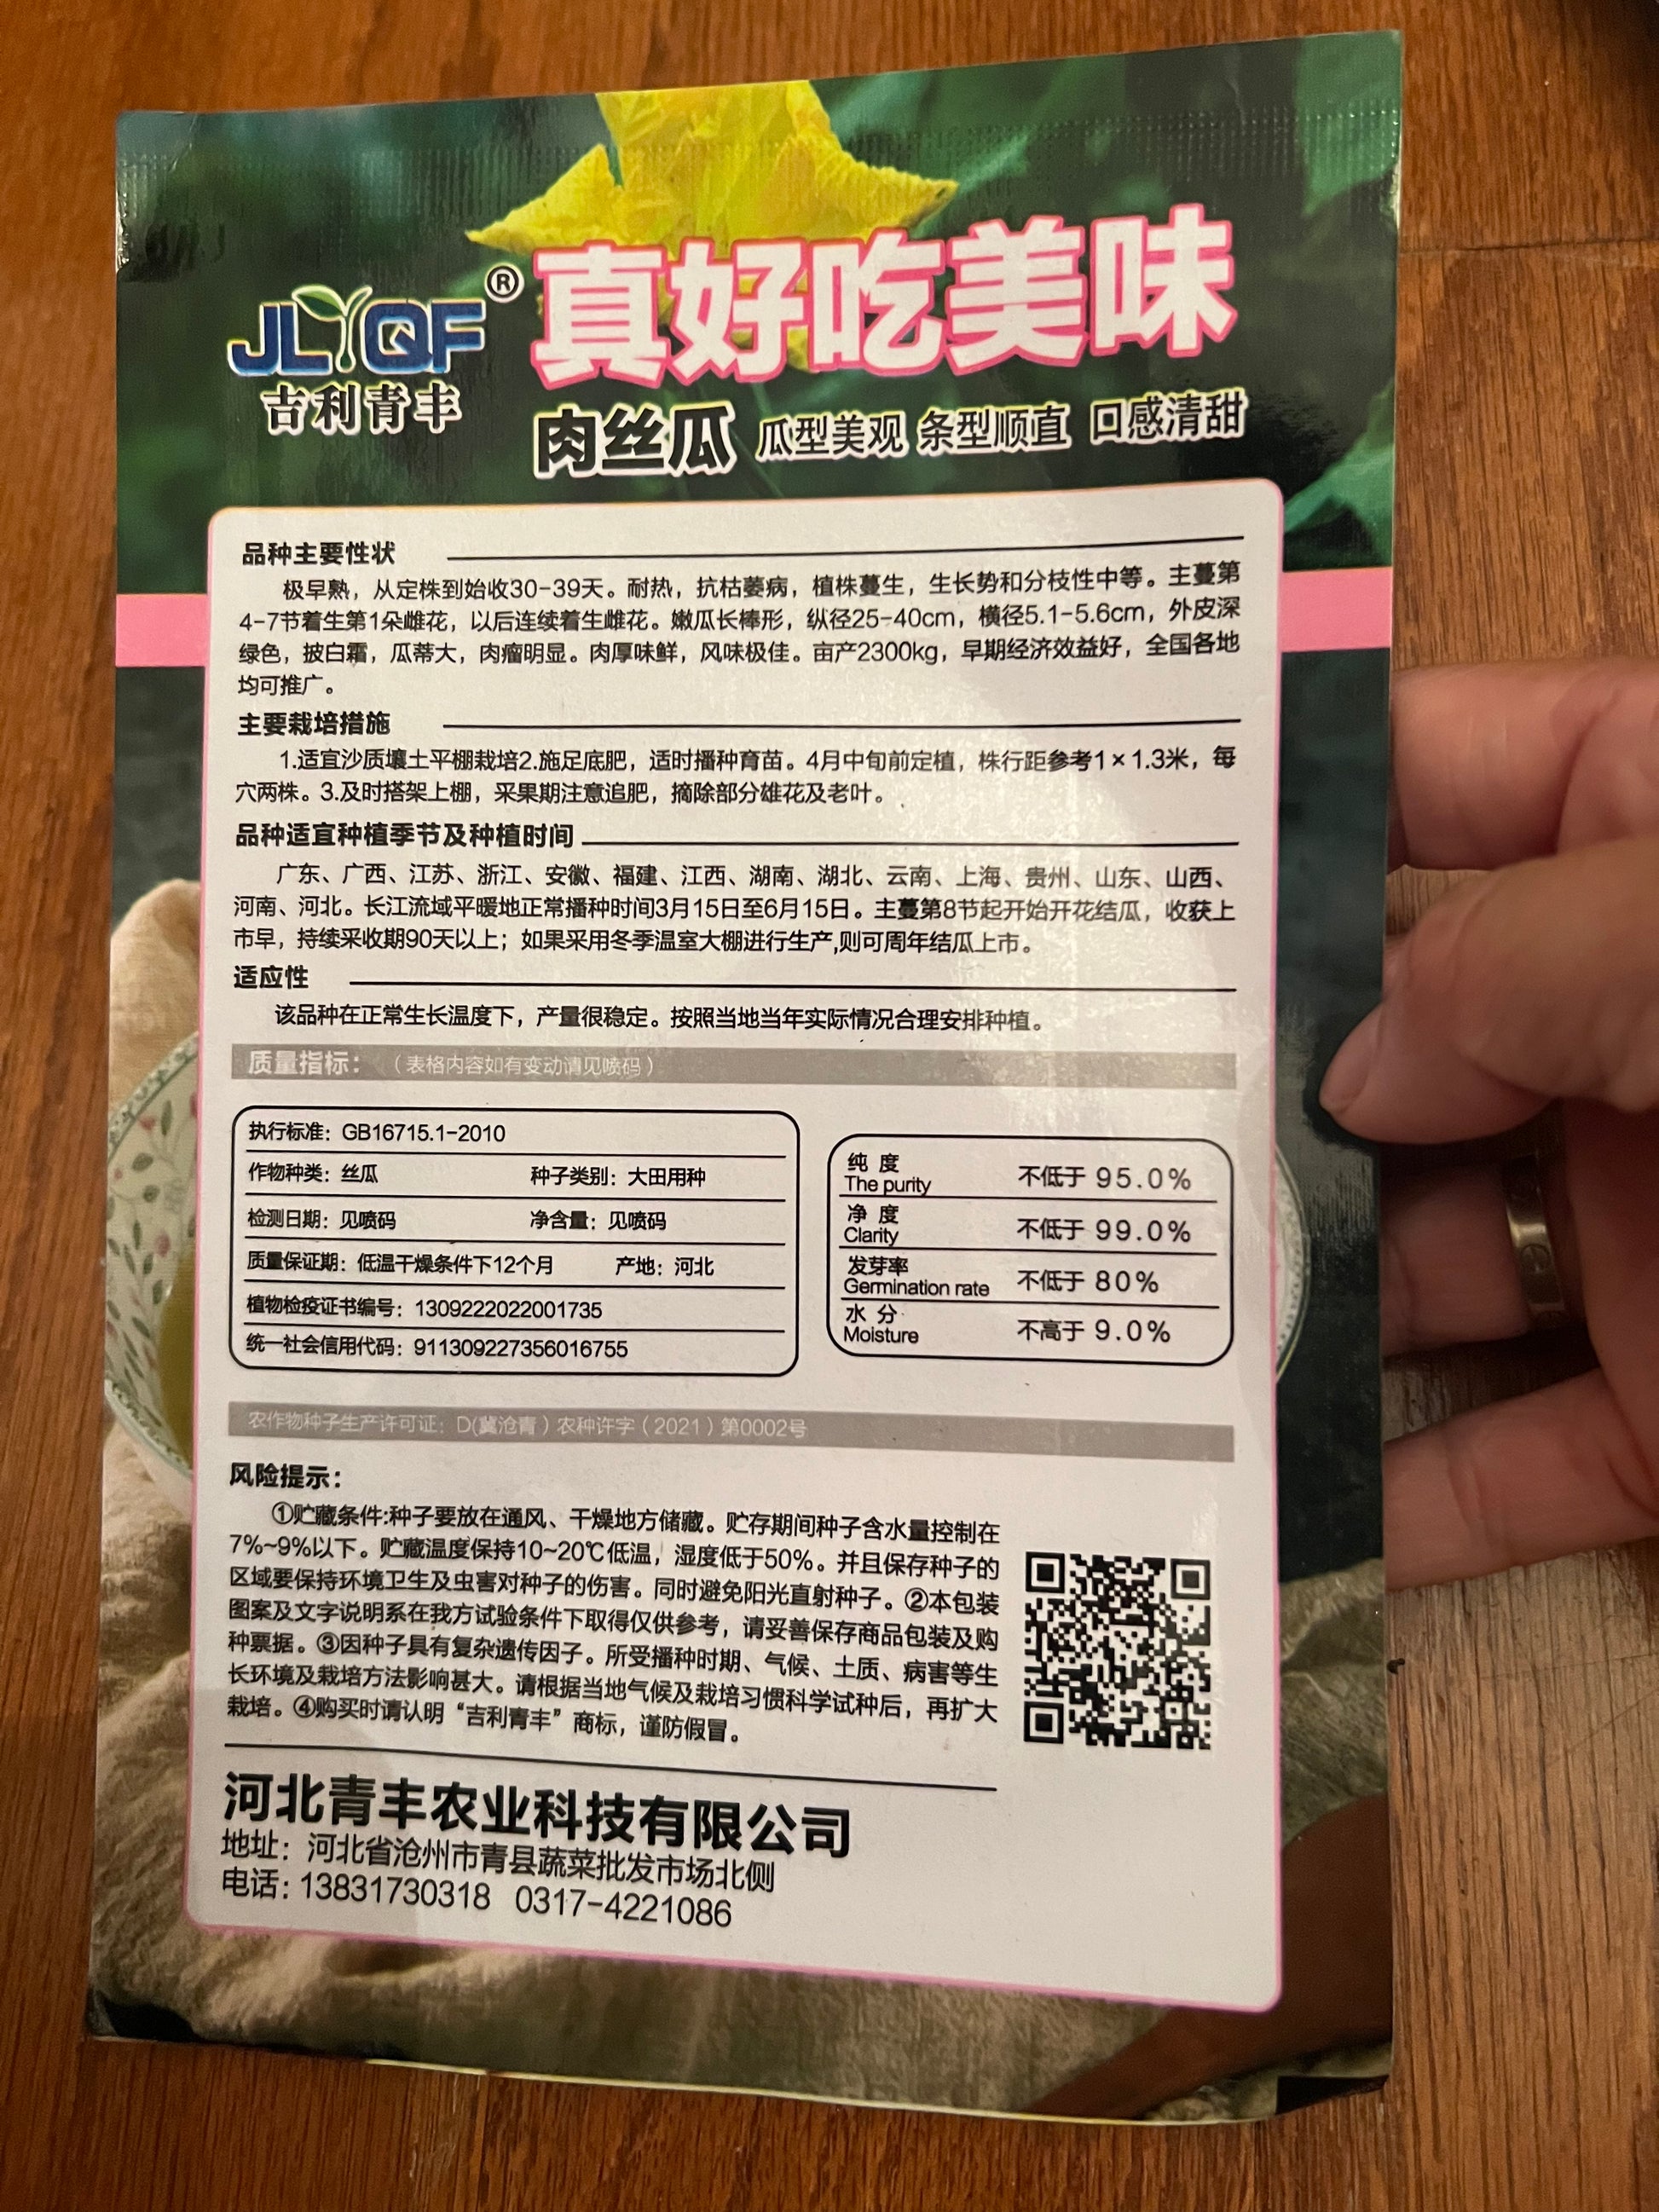 JLQF®
吉利青丰
真好吃美味
肉丝瓜 瓜型美观 条型顺直 口感清甜
品种主要性状
极早熟，从定株到始收30-39天。耐热，抗枯萎病，植株蔓生，生长势和分枝性中等。主蔓第
4-7节着生第1朵雌花，以后连续着生雌花。嫩瓜长棒形，纵径25-40cm，横径5.1-5.6cm，外皮深
绿色，披白霜，瓜蒂大，肉瘤明显。肉厚味鲜，风味极佳。亩产2300kg，早期经济效益好，全国各地
均可推广。
主要栽培措施
1.适宜沙质壤土平棚栽培2.施足底肥，适时播种育苗。4月中旬前定植，株行距参考1×1.3米，每
穴两株。3.及时搭架上棚，采果期注意追肥，摘除部分雄花及老叶。
品种适宜种植季节及种植时间
广东、广西、江苏、浙江、安徽、福建、江西、湖南、湖北、云南、上海、贵州、山东、山西、
河南、河北。长江流域平暖地正常播种时间3月15日至6月15日。主蔓第8节起开始开花结瓜，收获上
市早，持续采收期90天以上；如果采用冬季温室大棚进行生产,则可周年结瓜上市。
适应性
该品种在正常生长温度下，产量很稳定。按照当地当年实际情况合理安排种植。
质量指标：（表格内容如有变动请见喷码）
执行标准：GB16715.1-2010
作物种类：丝瓜 种子类别：大田用种
检测日期：见喷码 净含量：见喷码
质量保证期：低温干燥条件下12个月 产地：河北
植物检疫证书编号：1309222022001735
统一社会信用代码：911309227356016755
纯度
The purity 不低于 95.0%
净度
Clarity 不低于 99.0%
发芽率
Germination rate 不低于 80%
水分
Moisture 不高于 9.0%
农作物种子生产许可证：D(冀沧青）农种许字（2021）第0002号
风险提示：
①贮藏条件:种子要放在通风、干燥地方储藏。贮存期间种子含水量控制在
7%~9%以下。贮藏温度保持10~20℃低温，湿度低于50%。并且保存种子的
区域要保持环境卫生及虫害对种子的伤害。同时避免阳光直射种子。②本包装
图案及文字说明系在我方试验条件下取得仅供参考，请妥善保存商品包装及购
种票据。③因种子具有复杂遗传因子。所受播种时期、气候、土质、病害等生
长环境及栽培方法影响甚大。请根据当地气候及栽培习惯科学试种后，再扩大
栽培。④购买时请认明“吉利青丰”商标，谨防假冒。
河北青丰农业科技有限公司
地址：河北省沧州市青县蔬菜批发市场北侧
电话：13831730318 0317-4221086